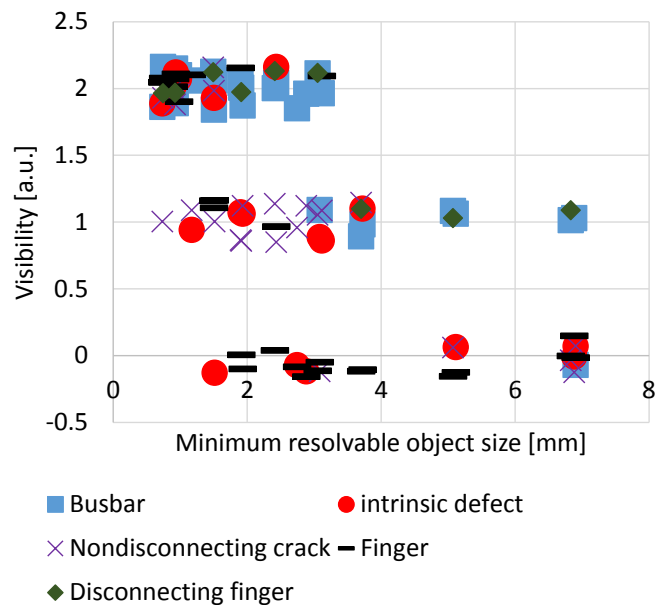 2.5
2
1.5
1
0.5
0
-0.5
Visibility [a.u.]
0 2 4 6 8
Minimum resolvable object size [mm]
Busbar
intrinsic defect
Nondisconnecting crack
Finger
Disconnecting finger